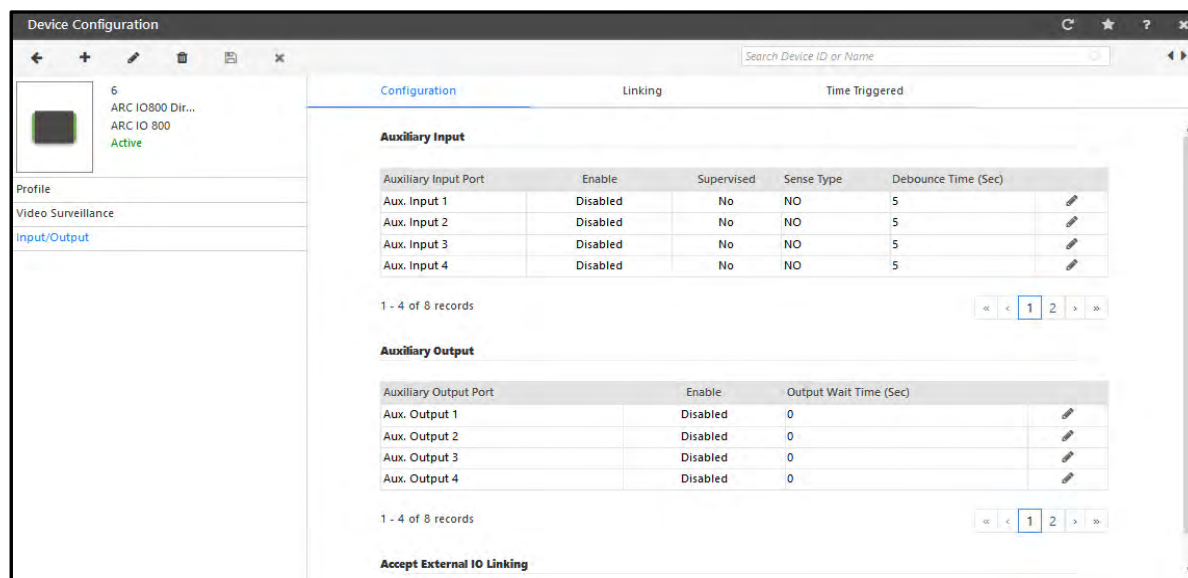 Device Configuration
?
Search Device ID or Name
6
ARC IO800 Dir...
ARC IO 800
Active
Profile
Video Surveillance
Input/Output
Configuration Linking Time Triggered
Auxiliary Input
Auxiliary Input Port Enable Supervised Sense Type Debounce Time (Sec)
Aux. Input 1 Disabled No NO 5
Aux. Input 2 Disabled No NO 5
Aux. Input 3 Disabled No NO 5
Aux. Input 4 Disabled No NO 5
1 - 4 of 8 records « ‹ 1 2 › »
Auxiliary Output
Auxiliary Output Port Enable Output Wait Time (Sec)
Aux. Output 1 Disabled 0
Aux. Output 2 Disabled 0
Aux. Output 3 Disabled 0
Aux. Output 4 Disabled 0
1 - 4 of 8 records « ‹ 1 2 › »
Accept External IO Linking